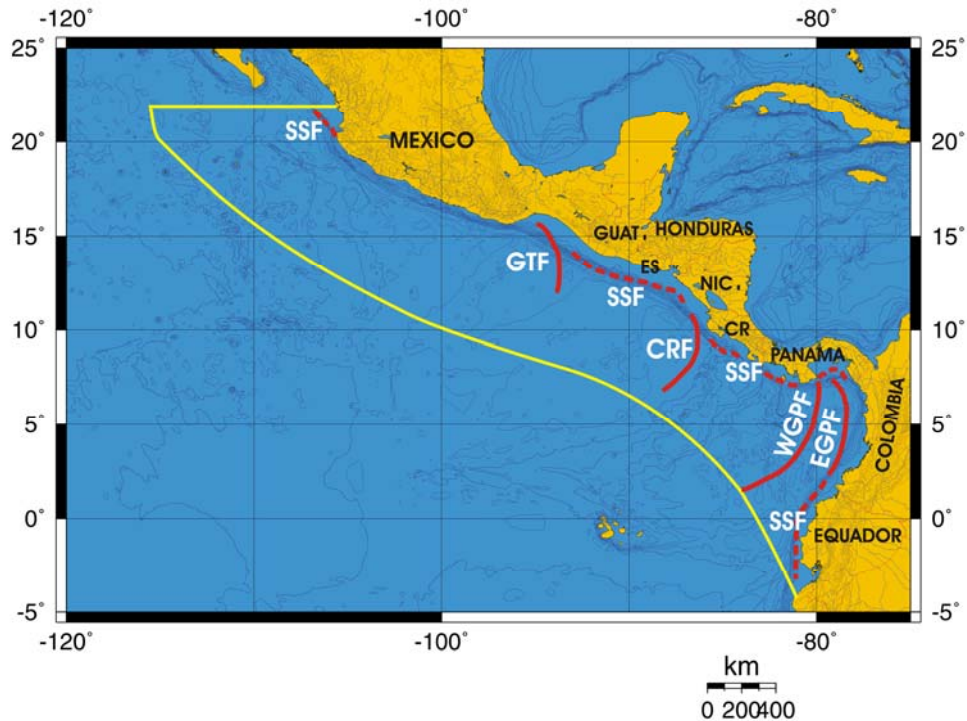 -120˚ -100˚ -80˚
25˚ 25˚
20˚ 20˚
15˚ 15˚
10˚ 10˚
5˚ 5˚
0˚ 0˚
-5˚ -5˚
-120˚ -100˚ -80˚
SSF
MEXICO
GUAT. HONDURAS
GTF
ES
NIC.
SSF
CR
CRF
PANAMA
SSF
WGPF
EGPF
COLOMBIA
SSF
EQUADOR
km
0 200400